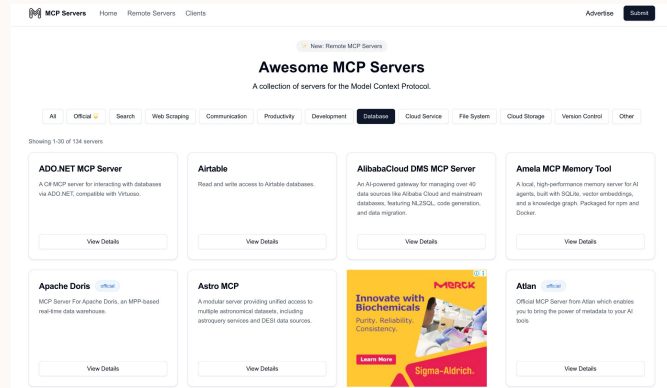 MCP Servers Home Remote Servers Clients Advertise Submit
New: Remote MCP Servers
Awesome MCP Servers
A collection of servers for the Model Context Protocol.
All Official Search Web Scraping Communication Productivity Development Database Cloud Service File System Cloud Storage Version Control Other
Showing 1-30 of 134 servers
ADO.NET MCP Server
A C# MCP server for interacting with databases
via ADO.NET, compatible with Virtuoso.
View Details
Airtable
Read and write access to Airtable databases.
View Details
AlibabaCloud DMS MCP Server
An AI-powered gateway for managing over 40
data sources like Alibaba Cloud and mainstream
databases, featuring NL2SQL, code generation,
and data migration.
View Details
Amela MCP Memory Tool
A local, high-performance memory server for AI
agents, built with SQLite, vector embeddings,
and a knowledge graph. Packaged for npm and
Docker.
View Details
Apache Doris official
MCP Server For Apache Doris, an MPP-based
real-time data warehouse.
View Details
Astro MCP
A modular server providing unified access to
multiple astronomical datasets, including
astroquery services and DESI data sources.
View Details
MERCK
Innovate with
Biochemicals
Purity. Reliability.
Consistency.
Learn More
Sigma-Aldrich.
Atlan official
Official MCP Server from Atlan which enables
you to bring the power of metadata to your AI
tools
View Details